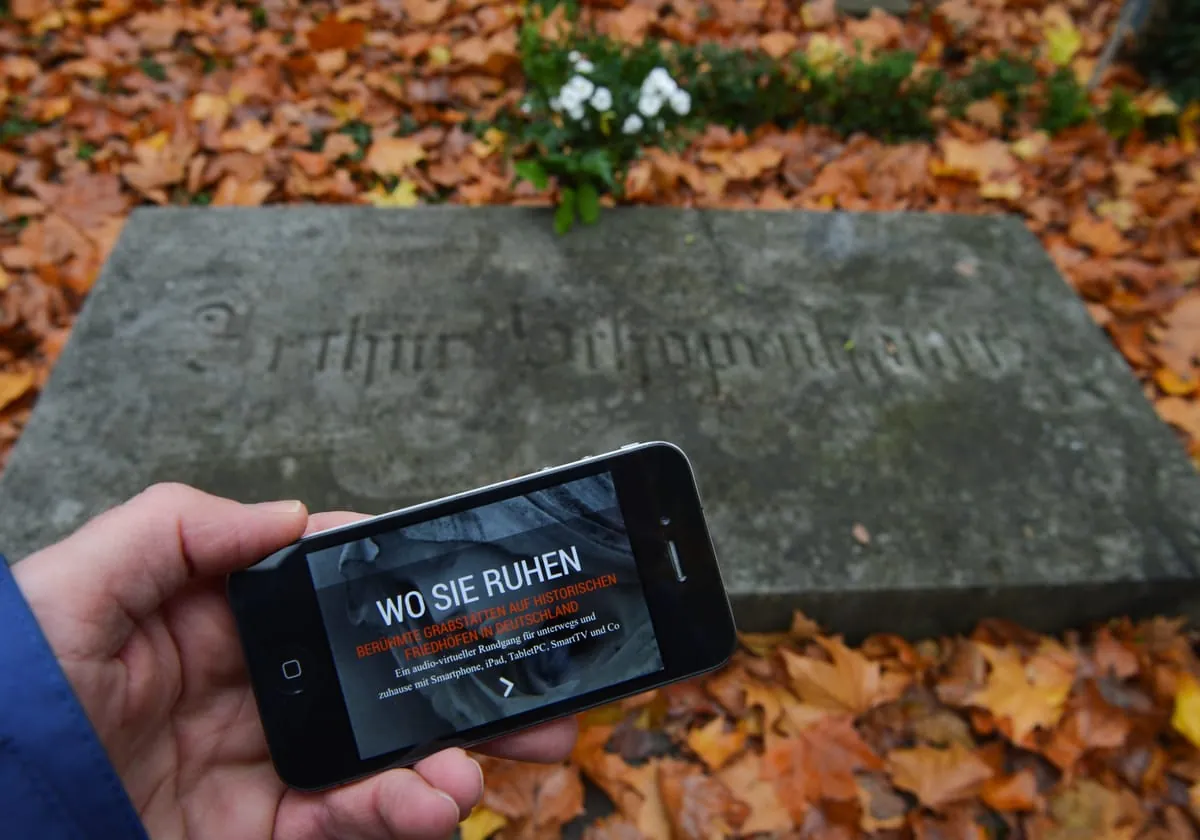 Arthur Schopenhauer
WO SIE RUHEN
BERÜHMTE GRABSTÄTTEN AUF HISTORISCHEN
FRIEDHÖFEN IN DEUTSCHLAND
Ein audio-virtueller Rundgang für unterwegs und
zuhause mit Smartphone, iPad, TabletPC, SmartTV und Co